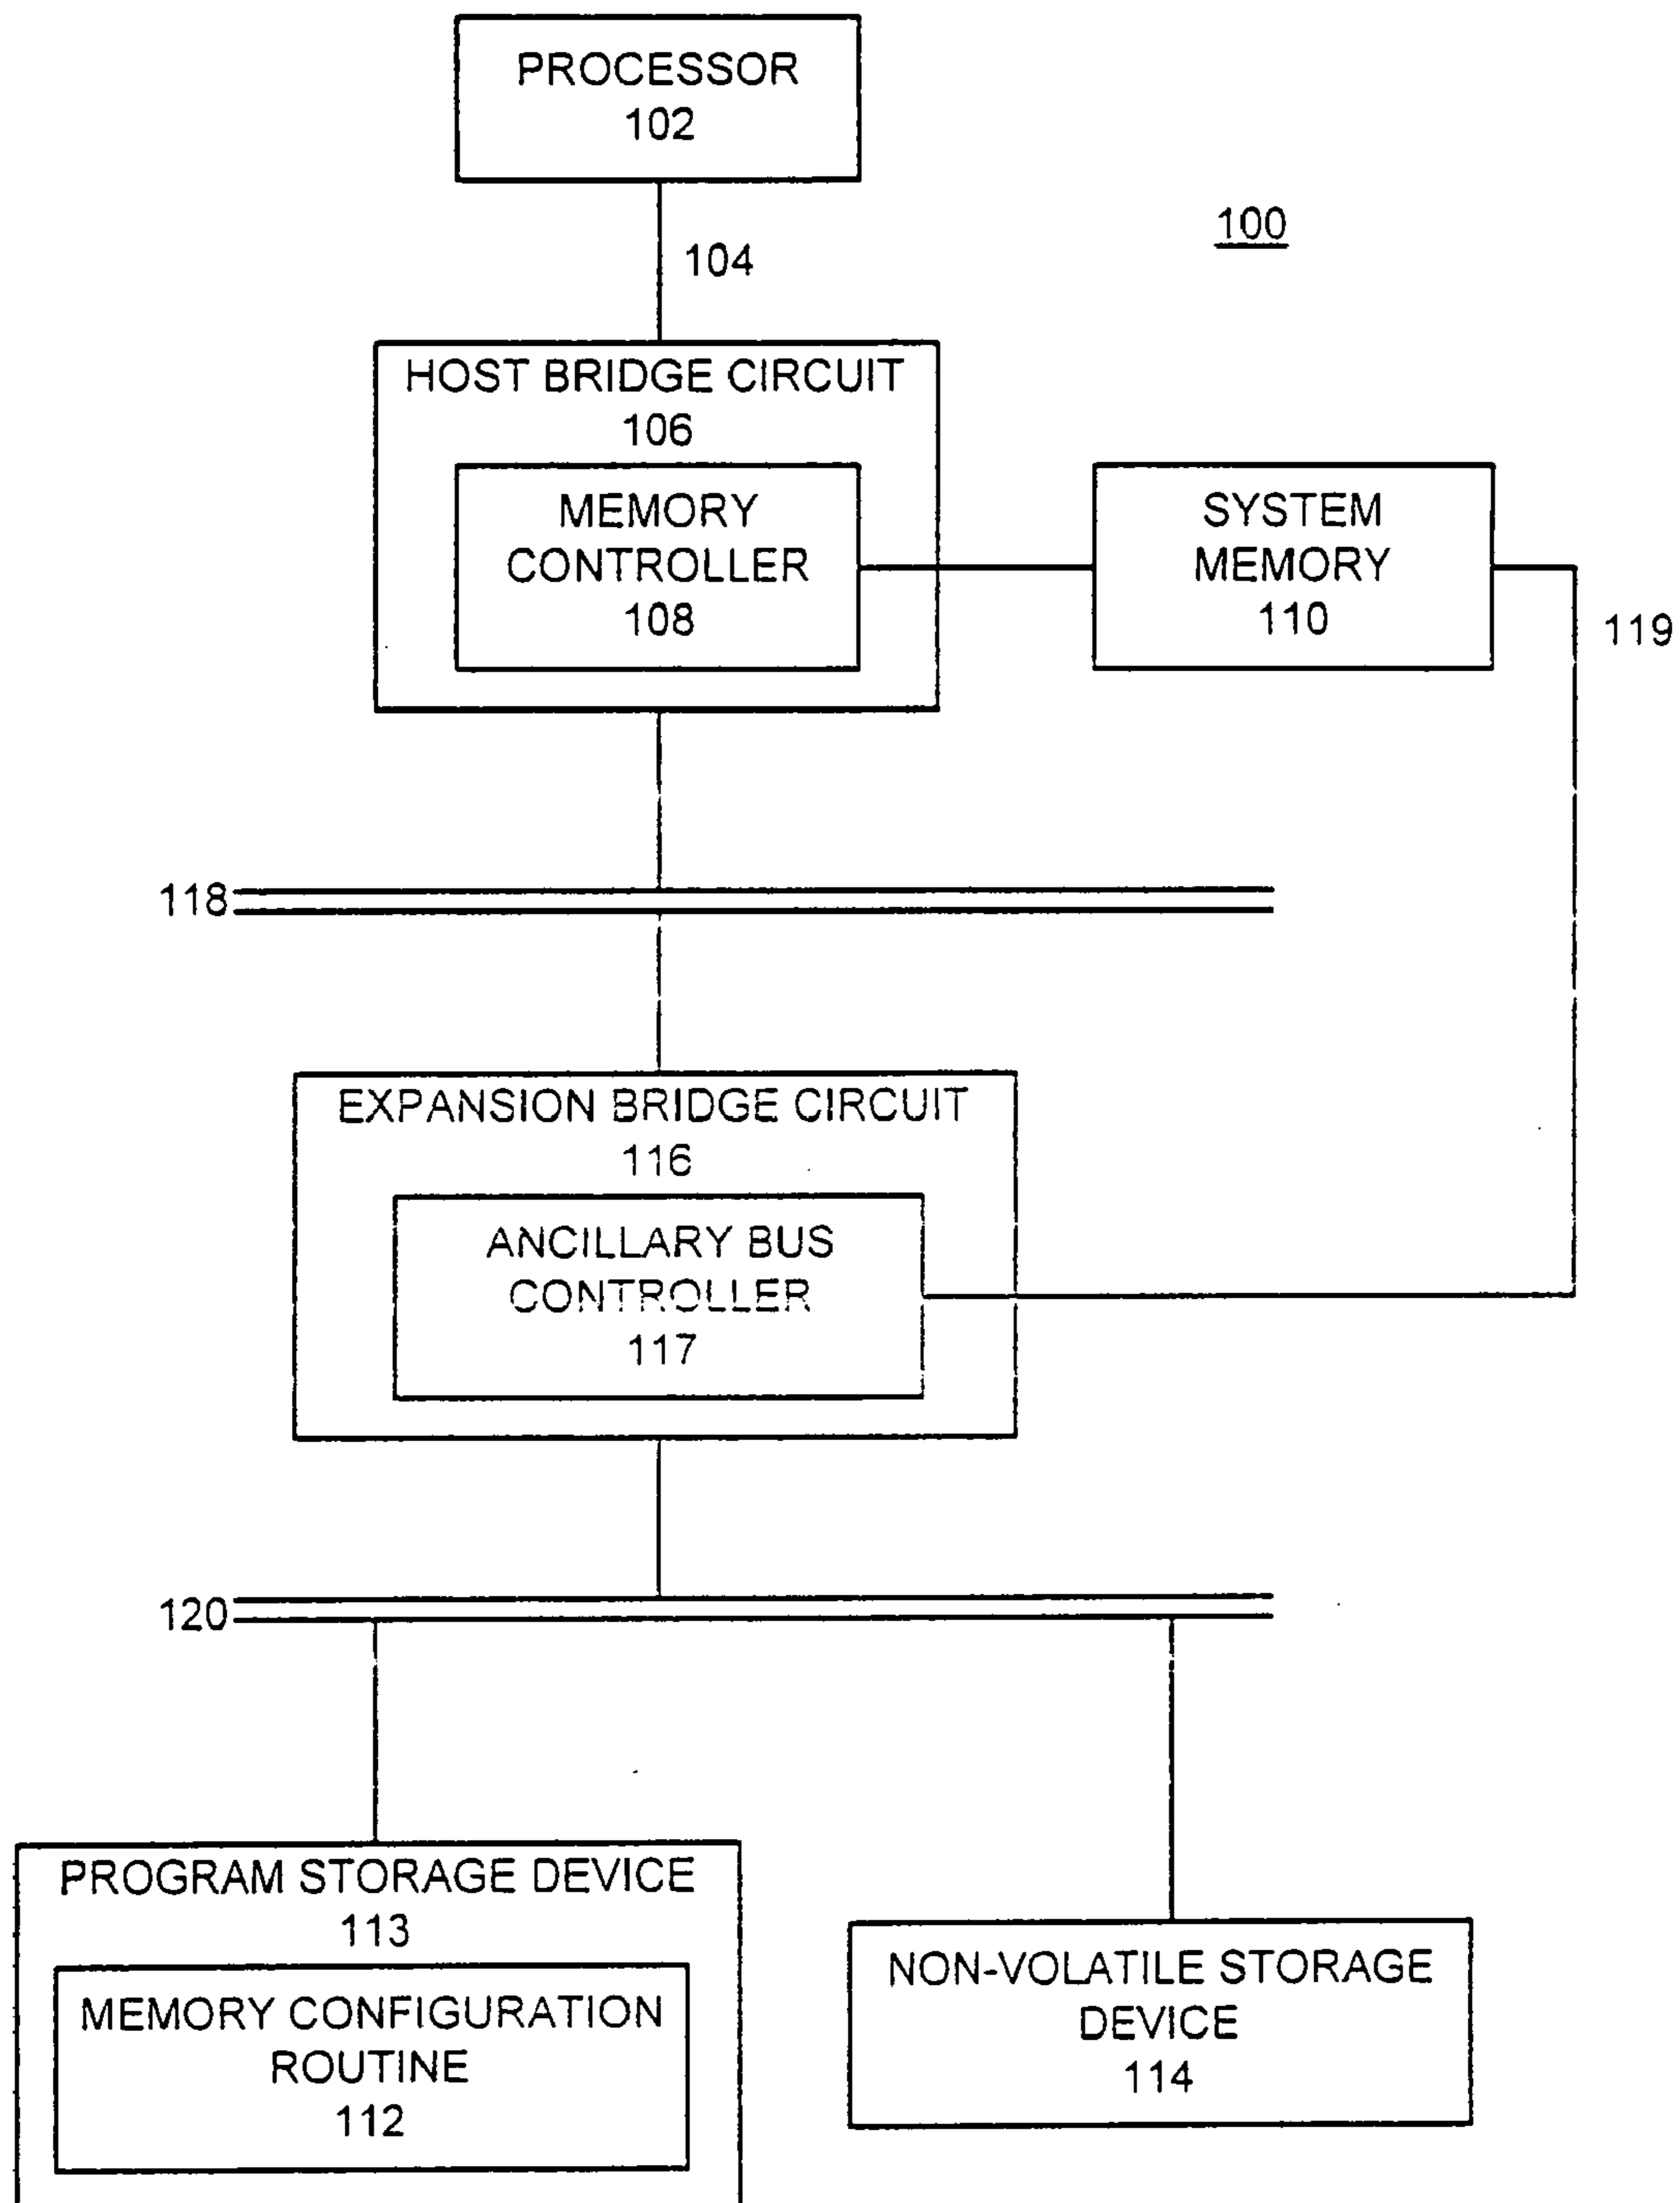 PROCESSOR
102
100
104
HOST BRIDGE CIRCUIT
106
MEMORY
CONTROLLER
108
SYSTEM
MEMORY
110
119
118
EXPANSION BRIDGE CIRCUIT
116
ANCILLARY BUS
CONTROLLER
117
120
PROGRAM STORAGE DEVICE
113
MEMORY CONFIGURATION
ROUTINE
112
NON-VOLATILE STORAGE
DEVICE
114